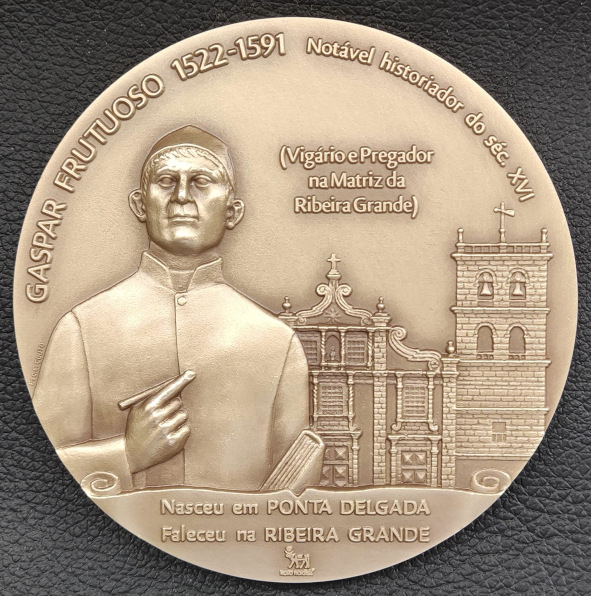 GASPAR FRUTUOSO 1522-1591 Notável historiador do séc. XVI
(Vigário e Pregador
na Matriz da
Ribeira Grande)
Nasceu em PONTA DELGADA
Faleceu na RIBEIRA GRANDE